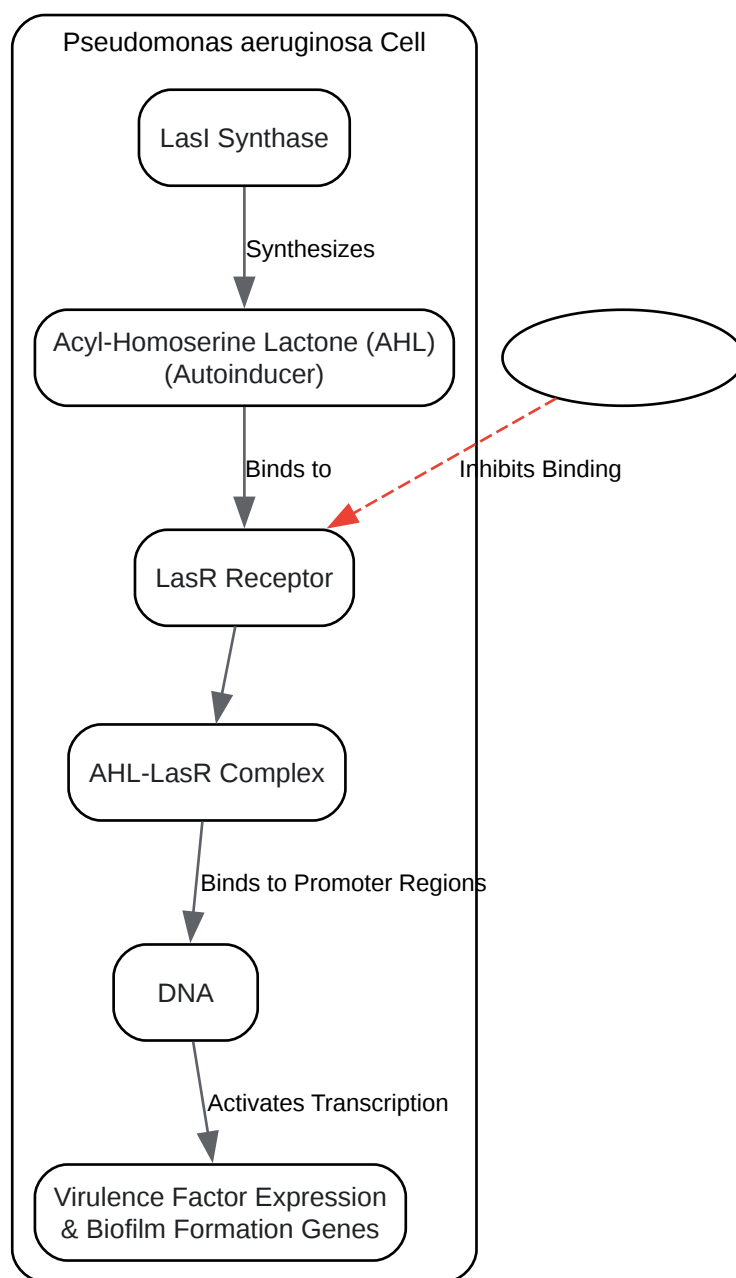 Pseudomonas aeruginosa Cell
LasI Synthase
Synthesizes
Acyl-Homoserine Lactone (AHL)
(Autoinducer)
Binds to
Inhibits Binding
LasR Receptor
AHL-LasR Complex
Binds to Promoter Regions
DNA
Activates Transcription
Virulence Factor Expression
& Biofilm Formation Genes